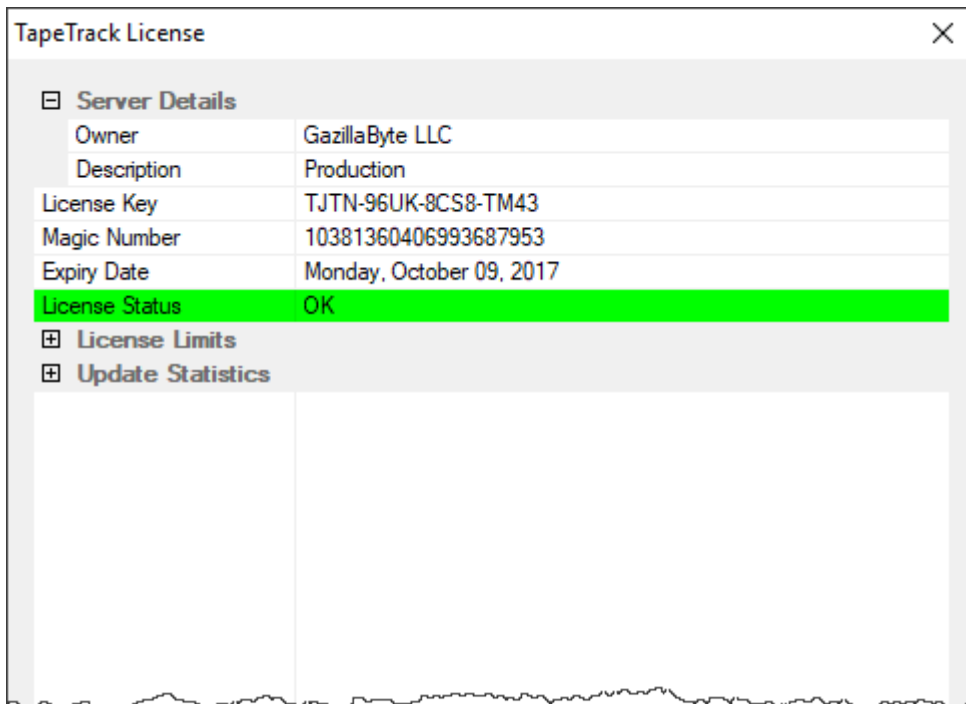 TapeTrack License
Server Details
Owner GazillaByte LLC
Description Production
License Key TJTN-96UK-8CS8-TM43
Magic Number 10381360406993687953
Expiry Date Monday, October 09, 2017
License Status OK
License Limits
Update Statistics